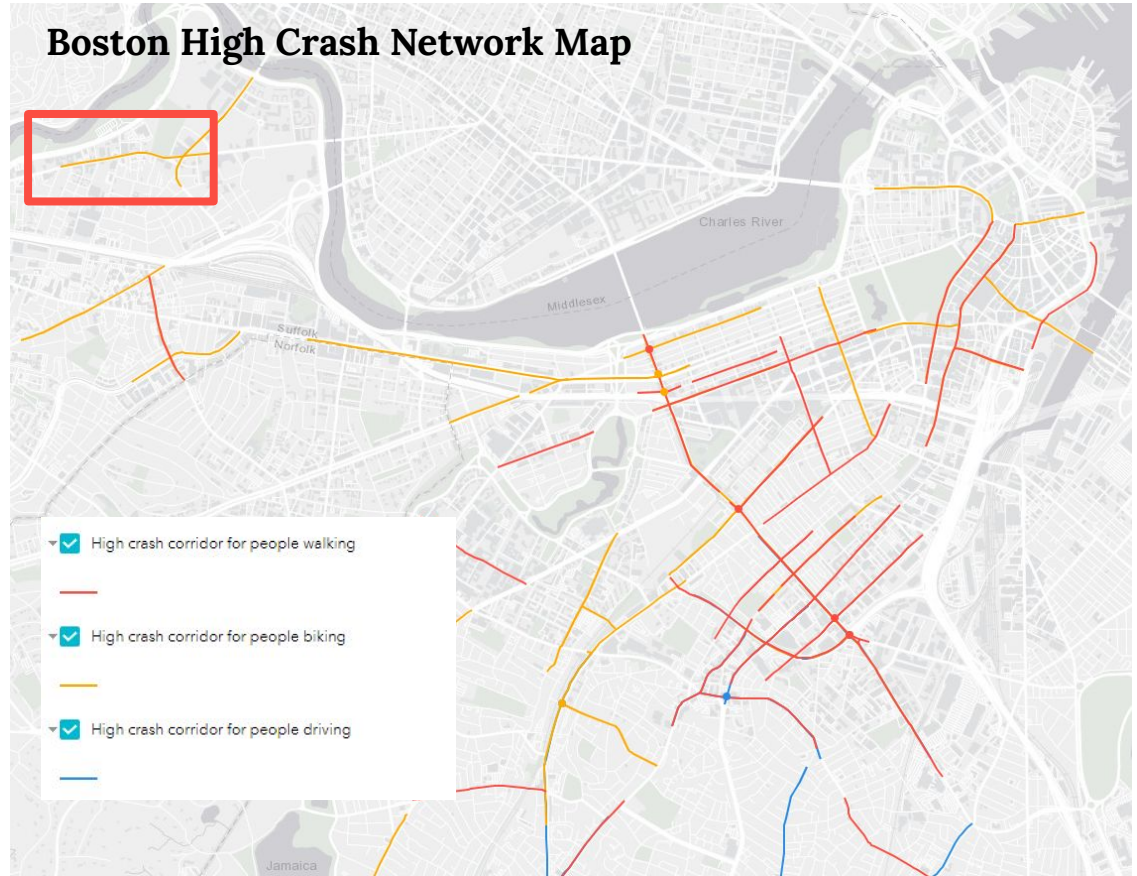 Boston High Crash Network Map
Charles River
Middlesex
Suffolk
Norfolk
High crash corridor for people walking
High crash corridor for people biking
High crash corridor for people driving
Jamaica